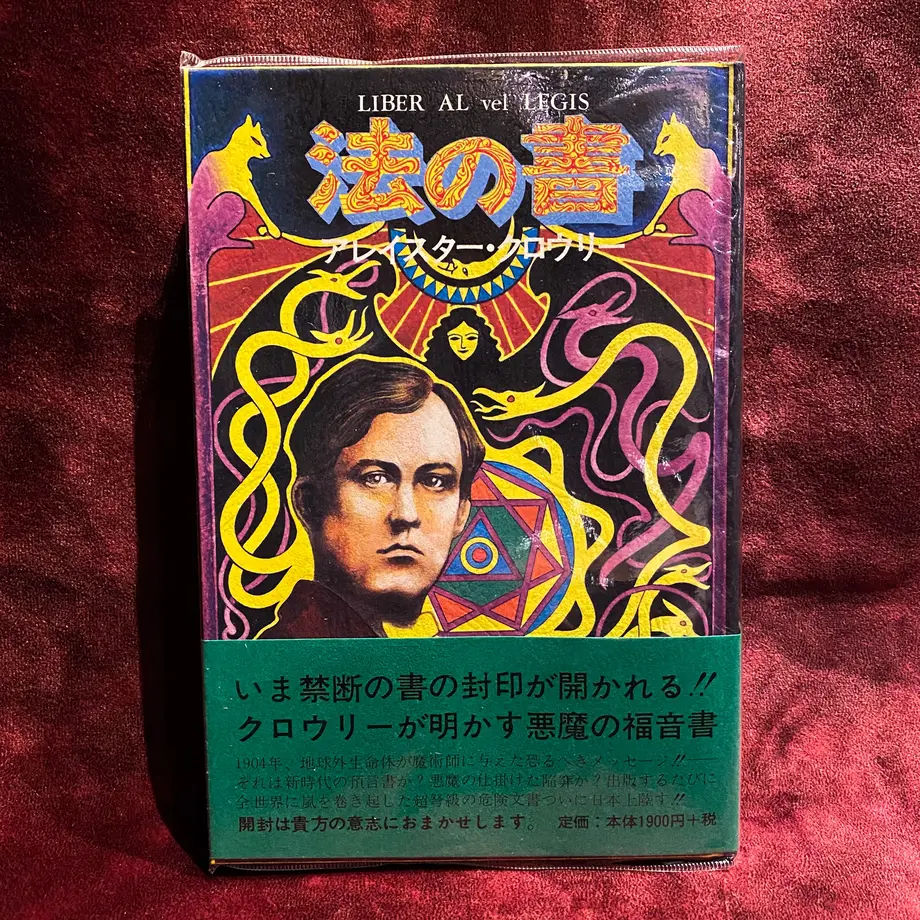 LIBER AL vel LEGIS
法の書
アレイスター・クロウリー
いま禁断の書の封印が開かれる!!
クロウリーが明かす悪魔の福音書
1904年、地球外生命体が魔術師に与えた恐るべきメッセージ!!
それは新時代の預言書か?悪魔の仕掛けた陥穽か?出版するたびに
全世界に嵐を巻き起した超弩級の危険文書ついに日本上陸す!!
開封は貴方の意志におまかせします。 定価:本体1900円+税